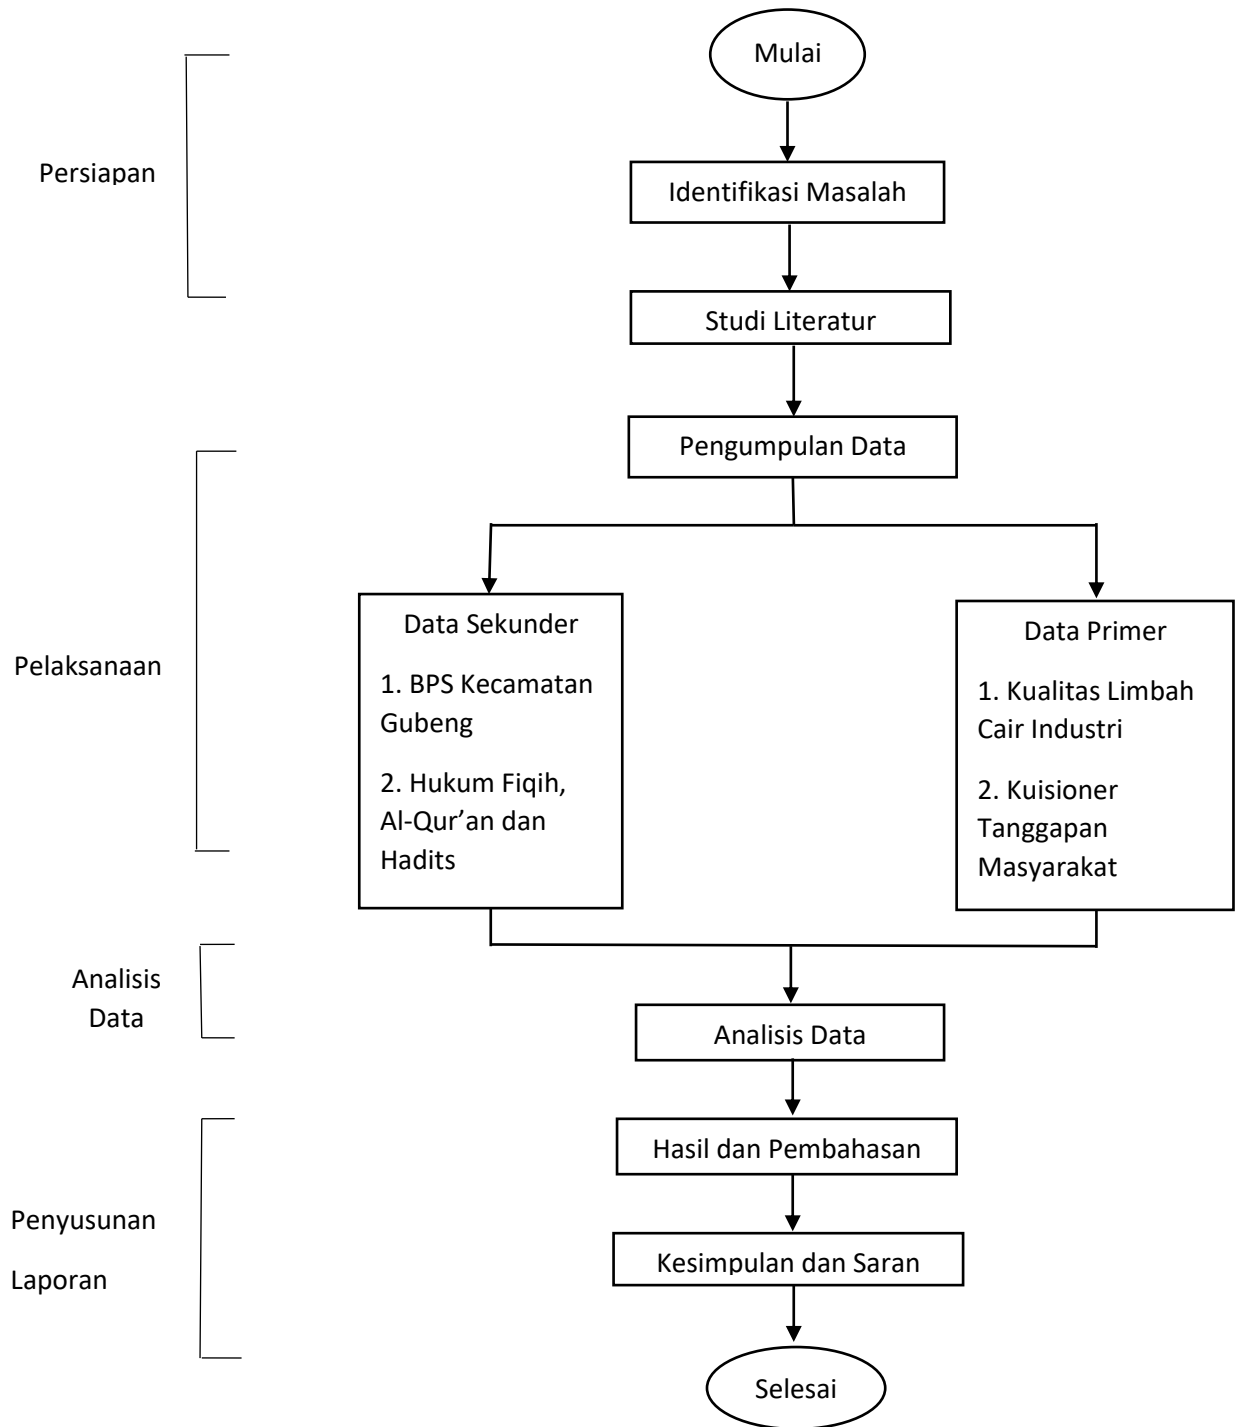 Mulai
Persiapan
Identifikasi Masalah
Studi Literatur
Pengumpulan Data
Pelaksanaan
Data Sekunder
1. BPS Kecamatan
Gubeng
2. Hukum Fiqih,
Al-Qur’an dan
Hadits
Data Primer
1. Kualitas Limbah
Cair Industri
2. Kuisioner
Tanggapan
Masyarakat
Analisis
Data
Analisis Data
Hasil dan Pembahasan
Penyusunan
Laporan
Kesimpulan dan Saran
Selesai